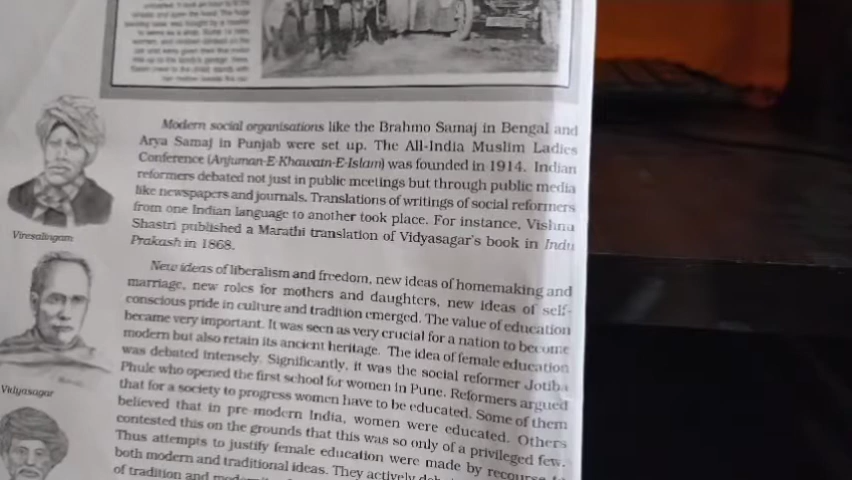 Modern social organisations like the Brahmo Samaj in Bengal and
Arya Samaj in Punjab were set up. The All-India Muslim Ladies
Conference (Anjuman-E-Khawatn-E-Islam) was founded in 1914. Indian
reformers debated not just in public meetings but through public media
like newspapers and journals. Translations of writings of social reformers
from one Indian language to another took place. For instance, Vishnu
Shastri published a Marathi translation of Vidyasagar's book in Indu
Prakash in 1868.
Viresalingam
New ideas of liberalism and freedom, new ideas of homemaking and
marriage, new roles for mothers and daughters, new ideas of self-
conscious pride in culture and tradition emerged. The value of education
became very important. It was seen as very crucial for a nation to become
modern but also retain its ancient heritage. The idea of female education
was debated intensely. Significantly, it was the social reformer Jotiba
Phule who opened the first school for women in Pune. Reformers argued
that for a society to progress women have to be educated. Some of them
believed that in pre-modern India, women were educated. Others
contested this on the grounds that this was so only of a privileged few.
Thus attempts to justify female education were made by recourse
both modern and traditional ideas. They actively
of tradition and
Vidyasagar